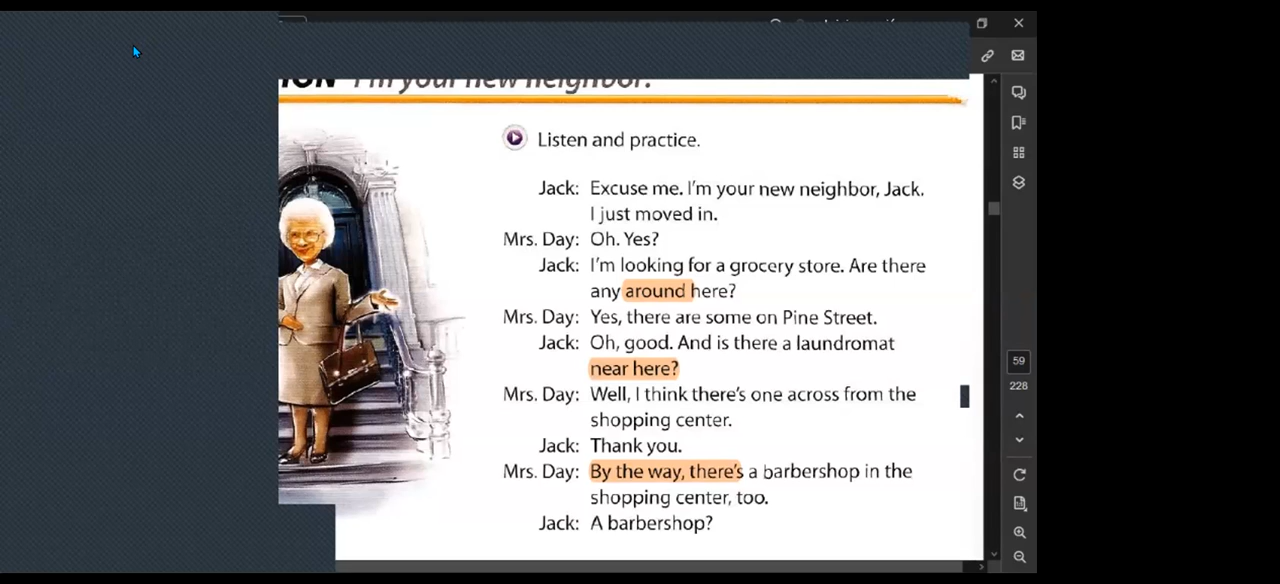 I'm your new neighbor.
Listen and practice.
Jack: Excuse me. I'm your new neighbor, Jack.
I just moved in.
Mrs. Day: Oh. Yes?
Jack: I'm looking for a grocery store. Are there
any around here?
Mrs. Day: Yes, there are some on Pine Street.
Jack: Oh, good. And is there a laundromat
near here?
Mrs. Day: Well, I think there's one across from the
shopping center.
Jack: Thank you.
Mrs. Day: By the way, there's a barbershop in the
shopping center, too.
Jack: A barbershop?
59
228